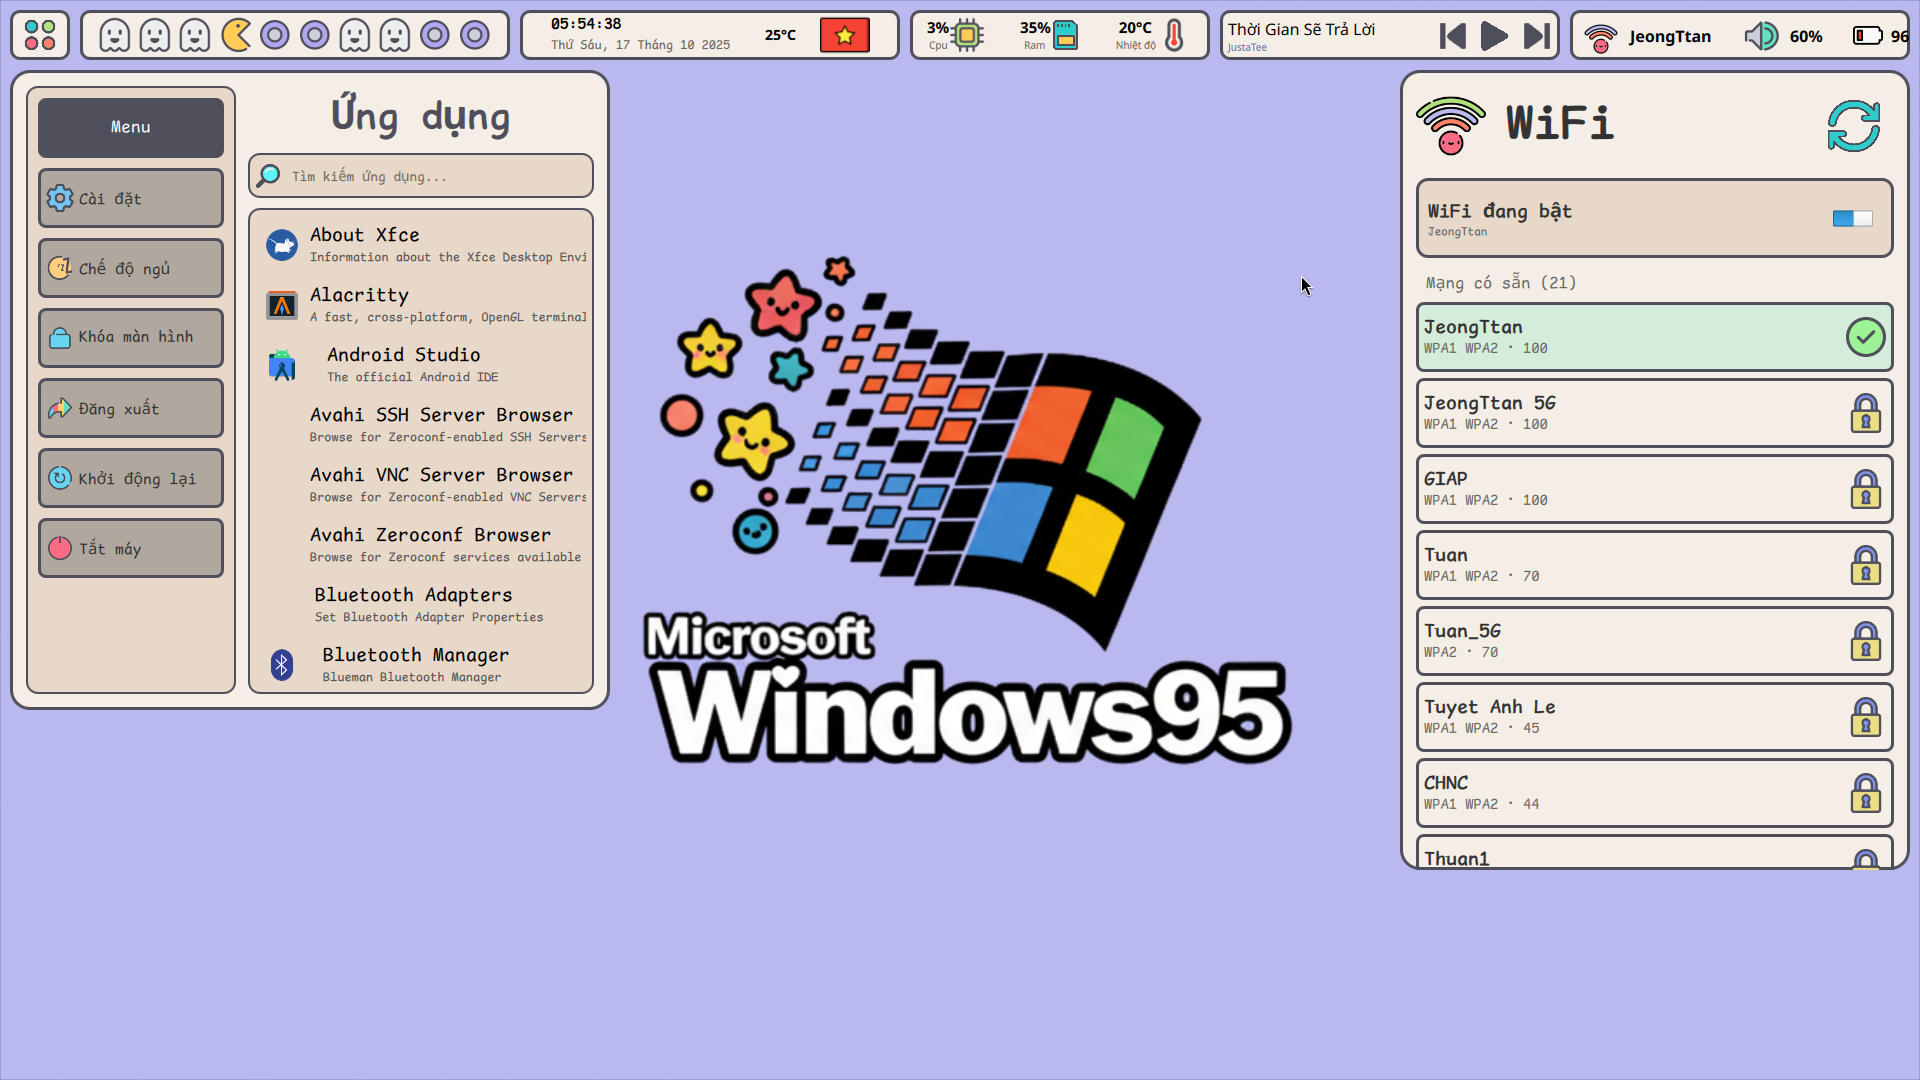 05:54:38
Thứ Sáu, 17 Tháng 10 2025
25°C
3%
Cpu
35%
Ram
20°C
Nhiệt độ
Thời Gian Sẽ Trả Lời
JustaTee
JeongTtan
60%
96
Menu
Cài đặt
Chế độ ngủ
Khóa màn hình
Đăng xuất
Khởi động lại
Tắt máy
Ứng dụng
Tìm kiếm ứng dụng...
About Xfce
Information about the Xfce Desktop Envi
Alacritty
A fast, cross-platform, OpenGL terminal
Android Studio
The official Android IDE
Avahi SSH Server Browser
Browse for Zeroconf-enabled SSH Servers
Avahi VNC Server Browser
Browse for Zeroconf-enabled VNC Servers
Avahi Zeroconf Browser
Browse for Zeroconf services available
Bluetooth Adapters
Set Bluetooth Adapter Properties
Bluetooth Manager
Blueman Bluetooth Manager
Microsoft
Windows95
WiFi
WiFi đang bật
JeongTtan
Mạng có sẵn (21)
JeongTtan
WPA1 WPA2 · 100
JeongTtan 5G
WPA1 WPA2 · 100
GIAP
WPA1 WPA2 · 100
Tuan
WPA1 WPA2 · 70
Tuan_5G
WPA2 · 70
Tuyet Anh Le
WPA1 WPA2 · 45
CHNC
WPA1 WPA2 · 44
Thuan1